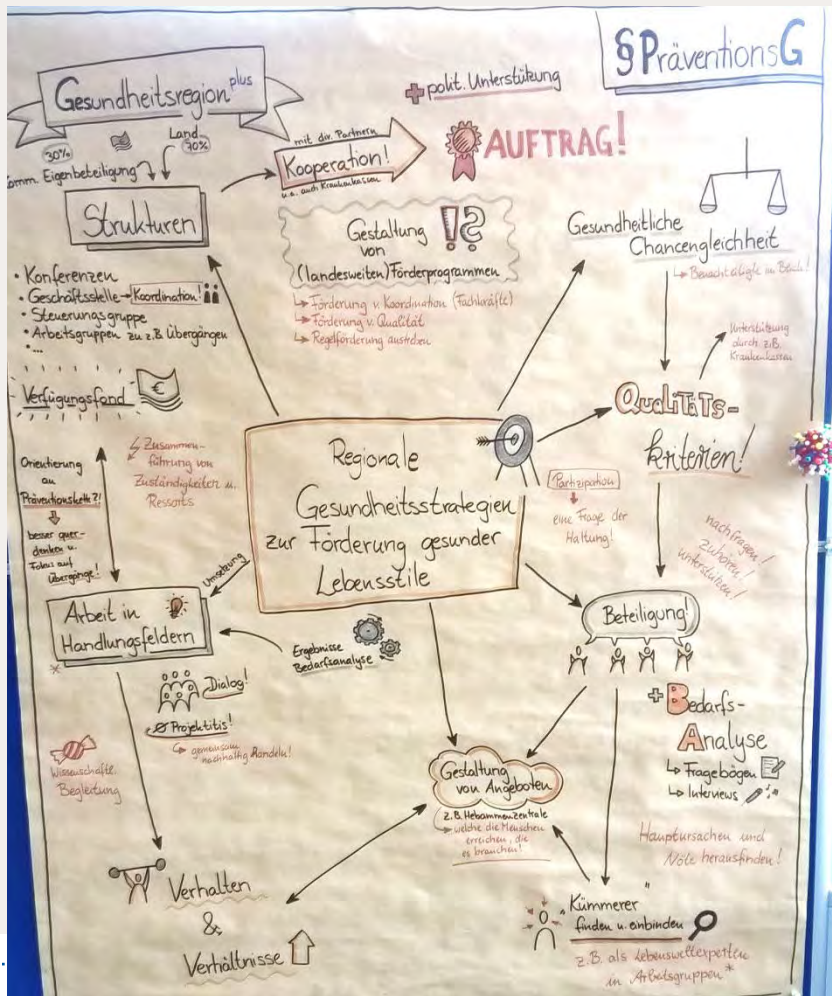 §PräventionsG
Gesundheitsregion plus
+ polit. Unterstützung
AUFTRAG!
30%
Land
70%
Komm. Eigenbeteiligung
mit div. Partnern
Kooperation!
u.a. auch Krankenkassen
Strukturen
• Konferenzen
• Geschäftsstelle → Koordination!
• Steuerungsgruppe
• Arbeitsgruppen zu z.B. Übergängen
• ...
Gestaltung !?
von
(landesweiten) Förderprogrammen
↳ Förderung v. Koordination (Fachkräfte)
↳ Förderung v. Qualität
↳ Regelförderung anstreben
Gesundheitliche
Chancengleichheit
↳ Benachteiligte im Blick!
Unterstützung
durch z.B.
Krankenkassen
Verfügungsfond
€
Zusammen-
führung von
Zuständigkeiten u.
Ressorts
Orientierung
an
Präventionskette?!
besser quer-
denken u.
Fokus auf
Übergänge!
Regionale
Gesundheitsstrategien
zur Förderung gesunder
Lebensstile
QUALITÄTS-
kriterien!
Partizipation
eine Frage der
Haltung!
nachfragen!
zuhören!
unterstützen!
Umsetzung
Arbeit in
Handlungsfeldern
*
Ergebnisse
Bedarfsanalyse
Dialog!
Projektitis!
↳ gemeinsam
nachhaltig Handeln!
Wissenschaftl.
Begleitung
Beteiligung!
+ Bedarfs-
Analyse
↳ Fragebögen
↳ Interviews
Hauptursachen und
Nöte herausfinden!
Gestaltung
von Angeboten
z.B. Hebammenzentrale
→ welche die Menschen
erreichen, die
es brauchen!
Verhalten
&
Verhältnisse
"Kümmerer"
finden u. einbinden
z.B. als Lebensweltexperten
in Arbeitsgruppen*